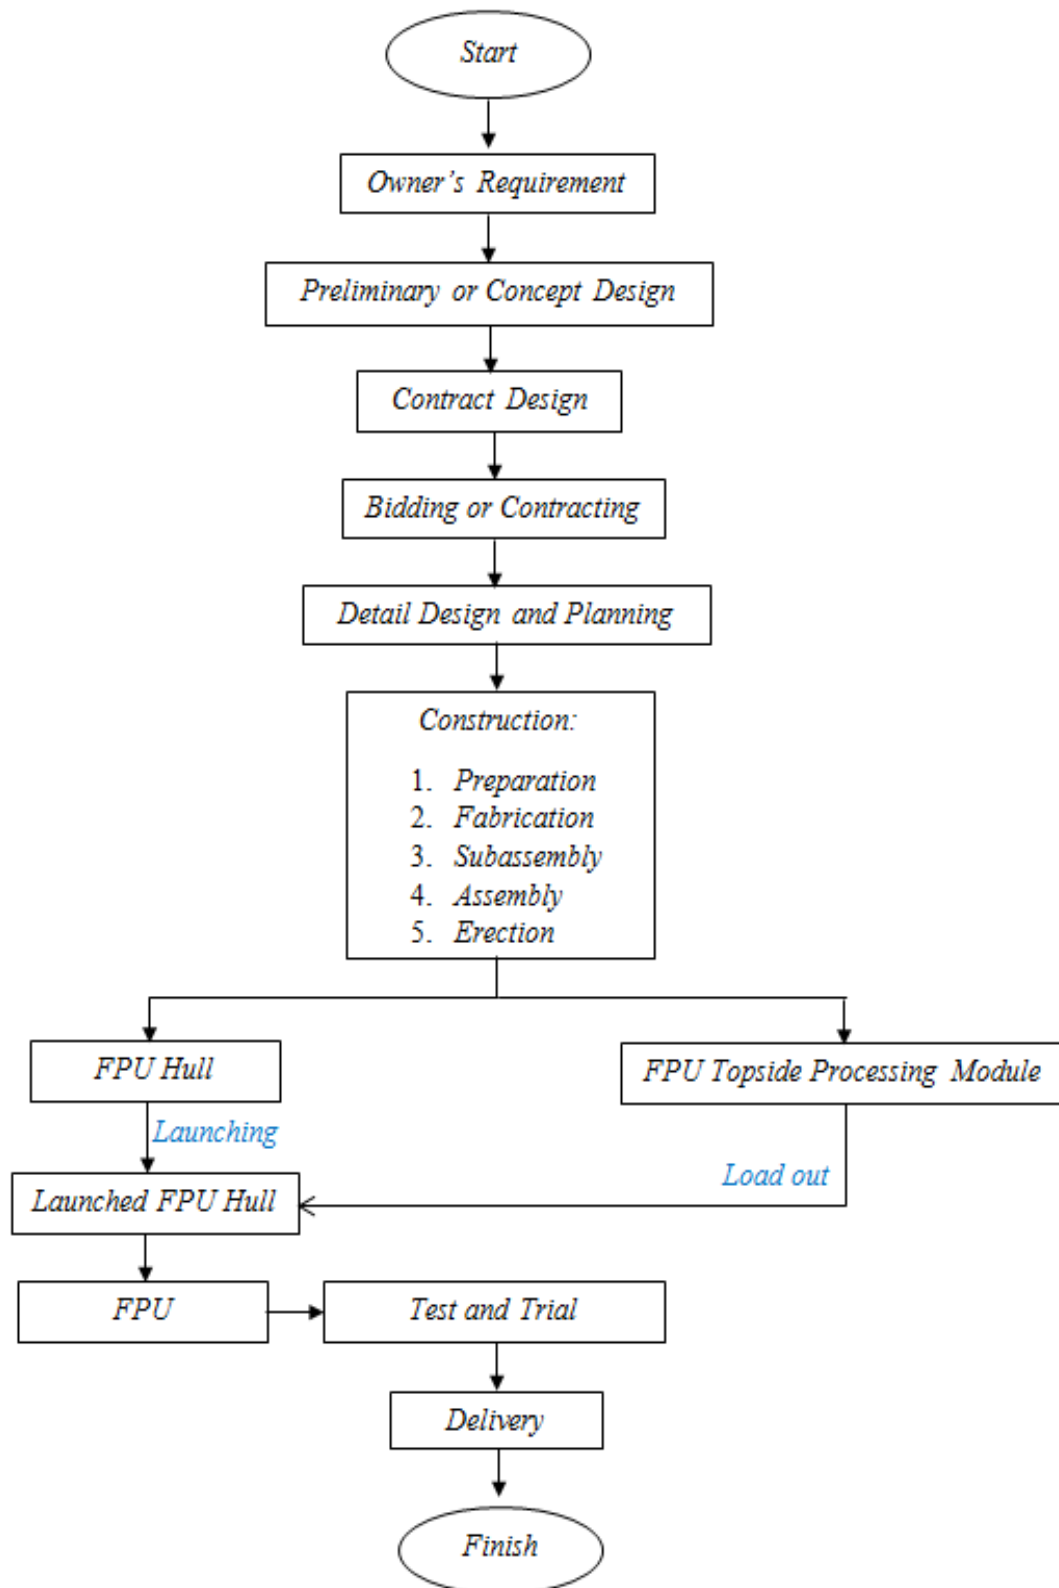 Start
Owner’s Requirement
Preliminary or Concept Design
Contract Design
Bidding or Contracting
Detail Design and Planning
Construction:
1. Preparation
2. Fabrication
3. Subassembly
4. Assembly
5. Erection
FPU Hull
FPU Topside Processing Module
Launching
Load out
Launched FPU Hull
FPU
Test and Trial
Delivery
Finish